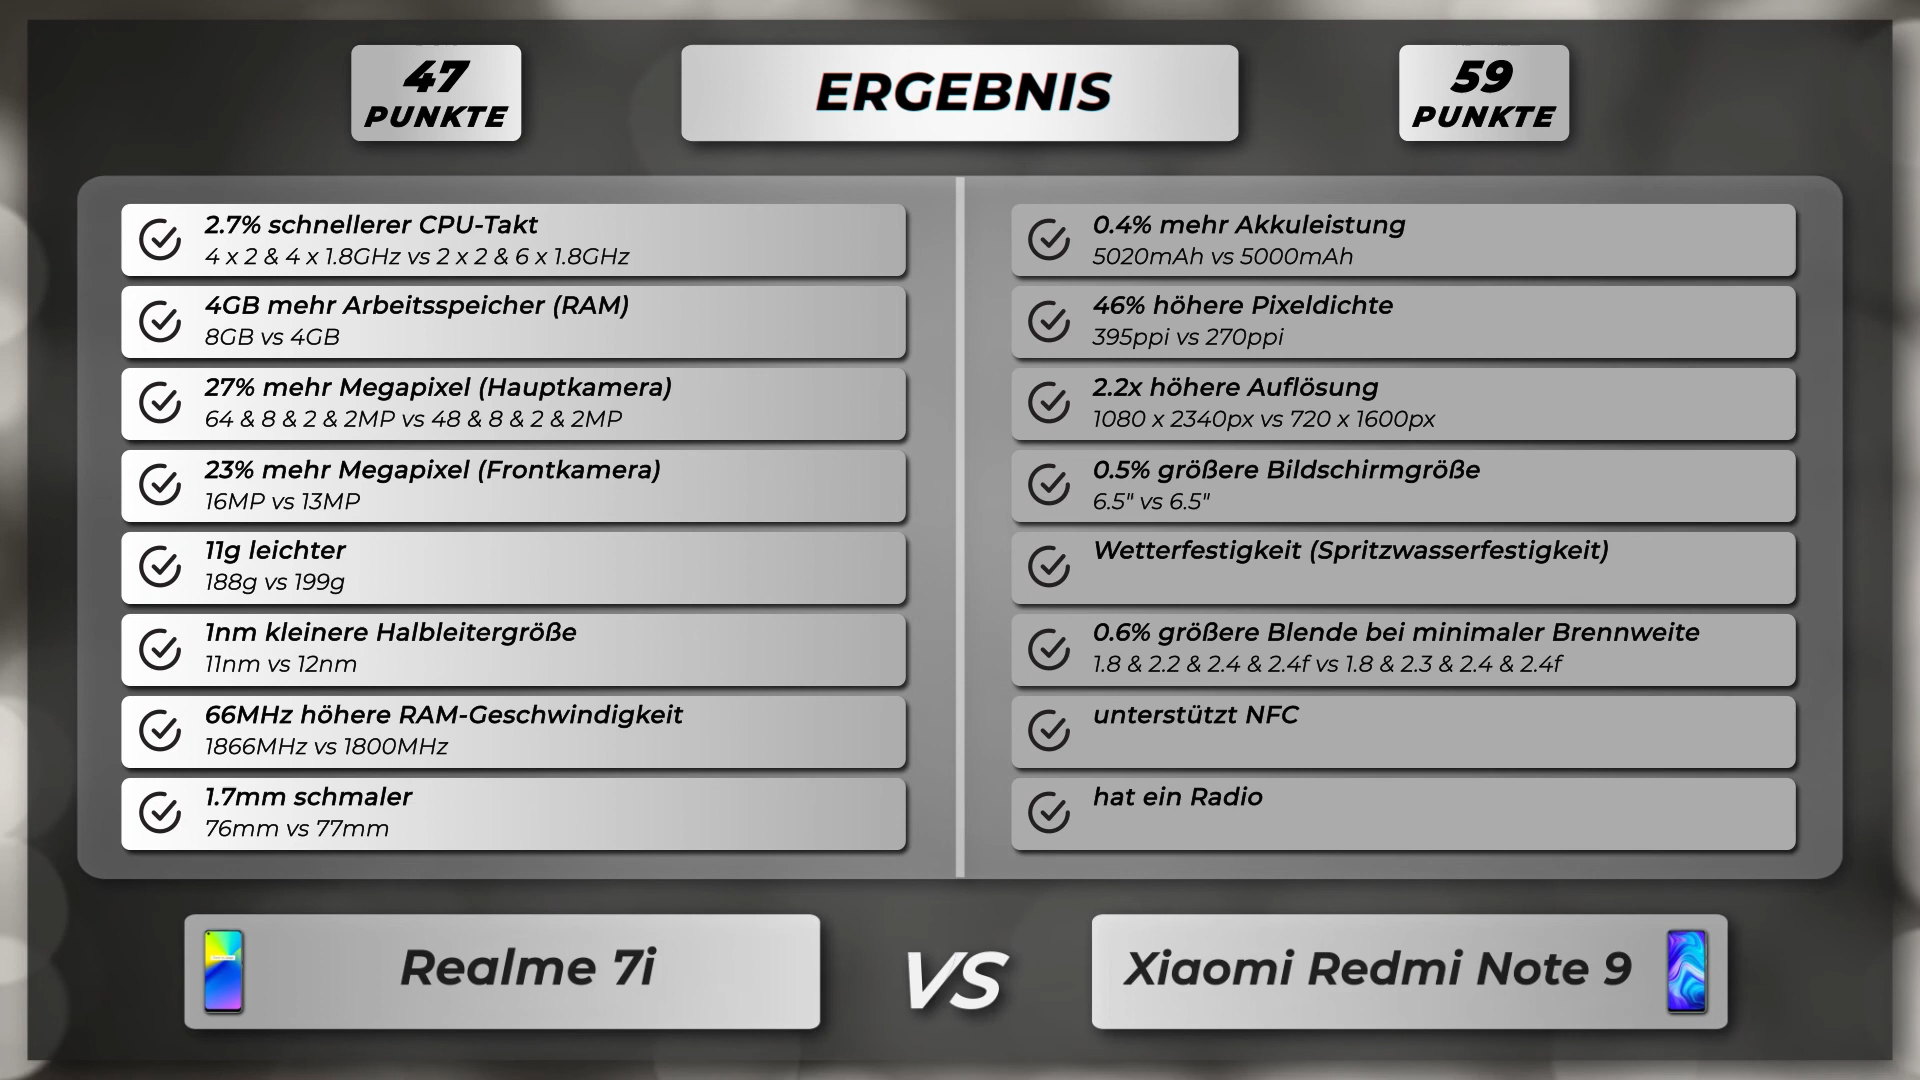 47
PUNKTE
ERGEBNIS
59
PUNKTE
2.7% schnellerer CPU-Takt
4 x 2 & 4 x 1.8GHz vs 2 x 2 & 6 x 1.8GHz
4GB mehr Arbeitsspeicher (RAM)
8GB vs 4GB
27% mehr Megapixel (Hauptkamera)
64 & 8 & 2 & 2MP vs 48 & 8 & 2 & 2MP
23% mehr Megapixel (Frontkamera)
16MP vs 13MP
11g leichter
188g vs 199g
1nm kleinere Halbleitergröße
11nm vs 12nm
66MHz höhere RAM-Geschwindigkeit
1866MHz vs 1800MHz
1.7mm schmaler
76mm vs 77mm
0.4% mehr Akkuleistung
5020mAh vs 5000mAh
46% höhere Pixeldichte
395ppi vs 270ppi
2.2x höhere Auflösung
1080 x 2340px vs 720 x 1600px
0.5% größere Bildschirmgröße
6.5" vs 6.5"
Wetterfestigkeit (Spritzwasserfestigkeit)
0.6% größere Blende bei minimaler Brennweite
1.8 & 2.2 & 2.4 & 2.4f vs 1.8 & 2.3 & 2.4 & 2.4f
unterstützt NFC
hat ein Radio
Realme 7i
VS
Xiaomi Redmi Note 9